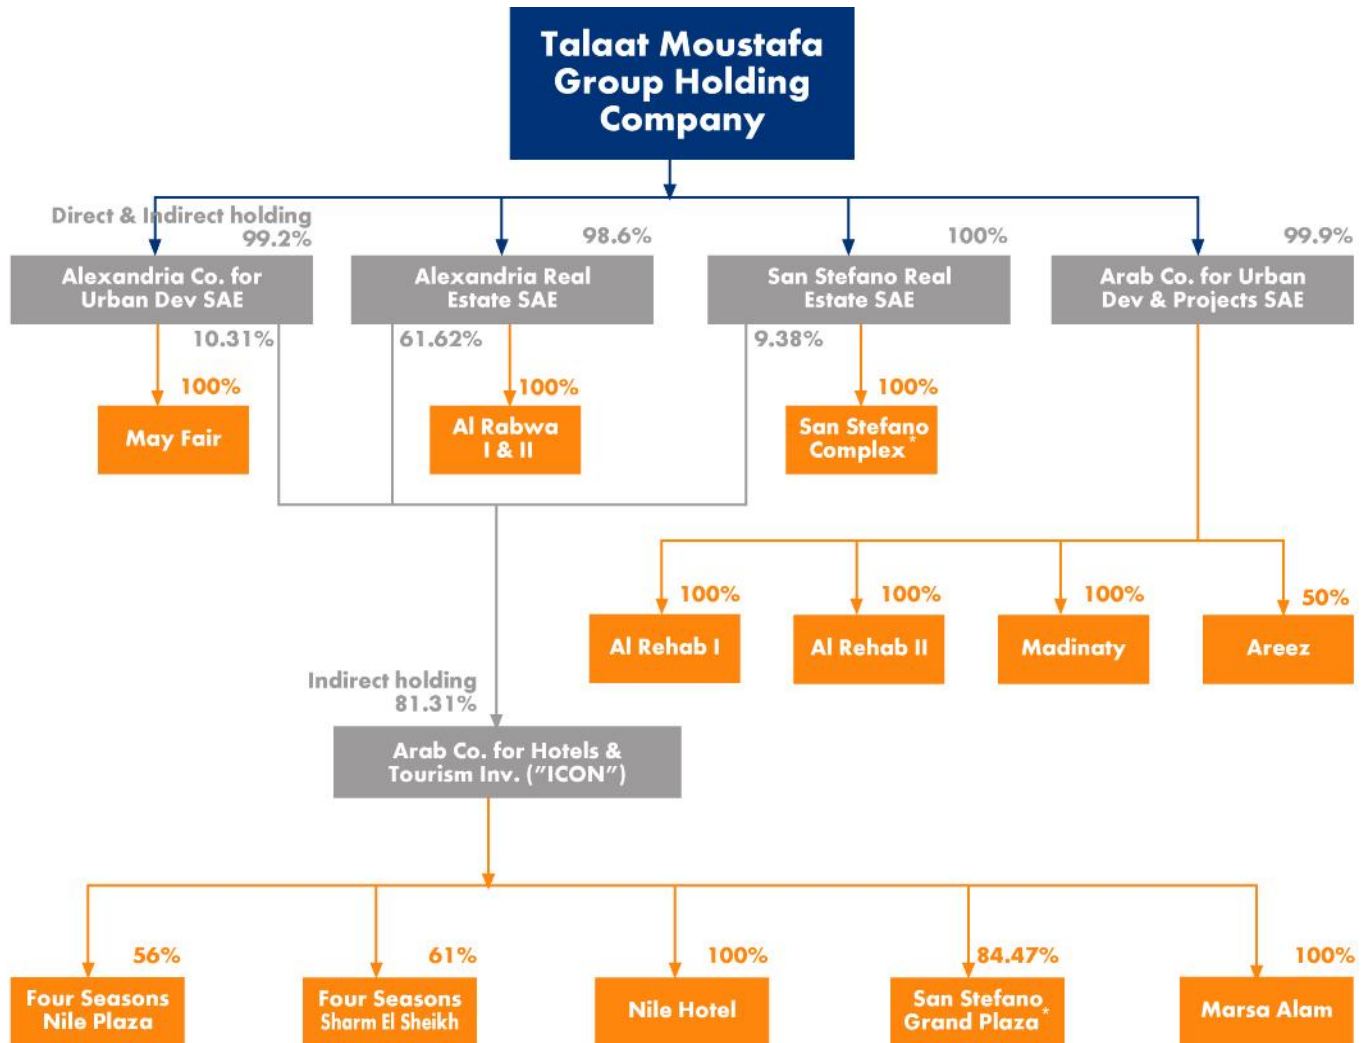 Talaat Moustafa
Group Holding
Company
Direct & Indirect holding
99.2%
98.6%
100%
99.9%
Alexandria Co. for
Urban Dev SAE
Alexandria Real
Estate SAE
San Stefano Real
Estate SAE
Arab Co. for Urban
Dev & Projects SAE
10.31%
61.62%
9.38%
100%
100%
100%
May Fair
Al Rabwa
I & II
San Stefano
Complex*
100%
100%
100%
50%
Al Rehab I
Al Rehab II
Madinaty
Areez
Indirect holding
81.31%
Arab Co. for Hotels &
Tourism Inv. ("ICON")
56%
61%
100%
84.47%
100%
Four Seasons
Nile Plaza
Four Seasons
Sharm El Sheikh
Nile Hotel
San Stefano
Grand Plaza*
Marsa Alam